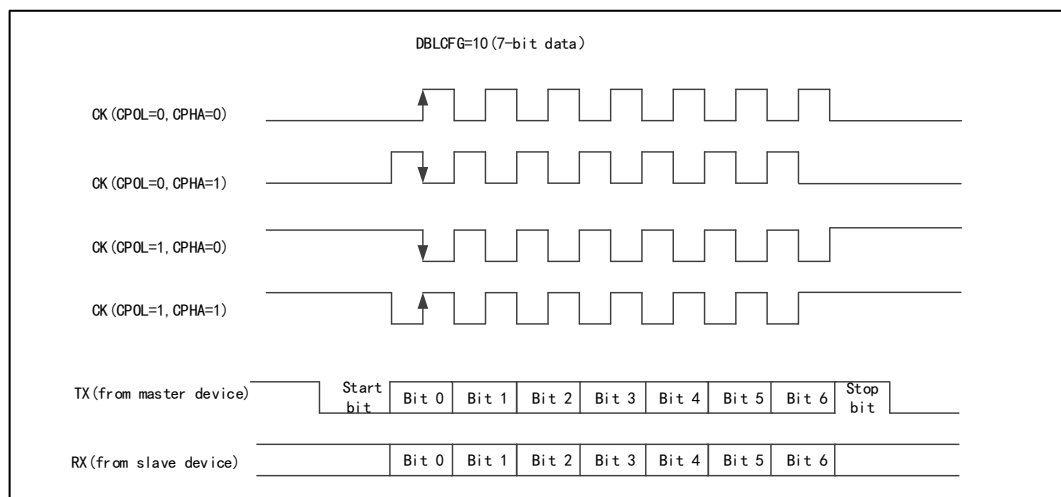 DBLCFG=10(7-bit data)
CK(CPOL=0, CPHA=0)
CK(CPOL=0, CPHA=1)
CK(CPOL=1, CPHA=0)
CK(CPOL=1, CPHA=1)
TX(from master device) Start bit Bit 0 Bit 1 Bit 2 Bit 3 Bit 4 Bit 5 Bit 6 Stop bit
RX(from slave device) Bit 0 Bit 1 Bit 2 Bit 3 Bit 4 Bit 5 Bit 6